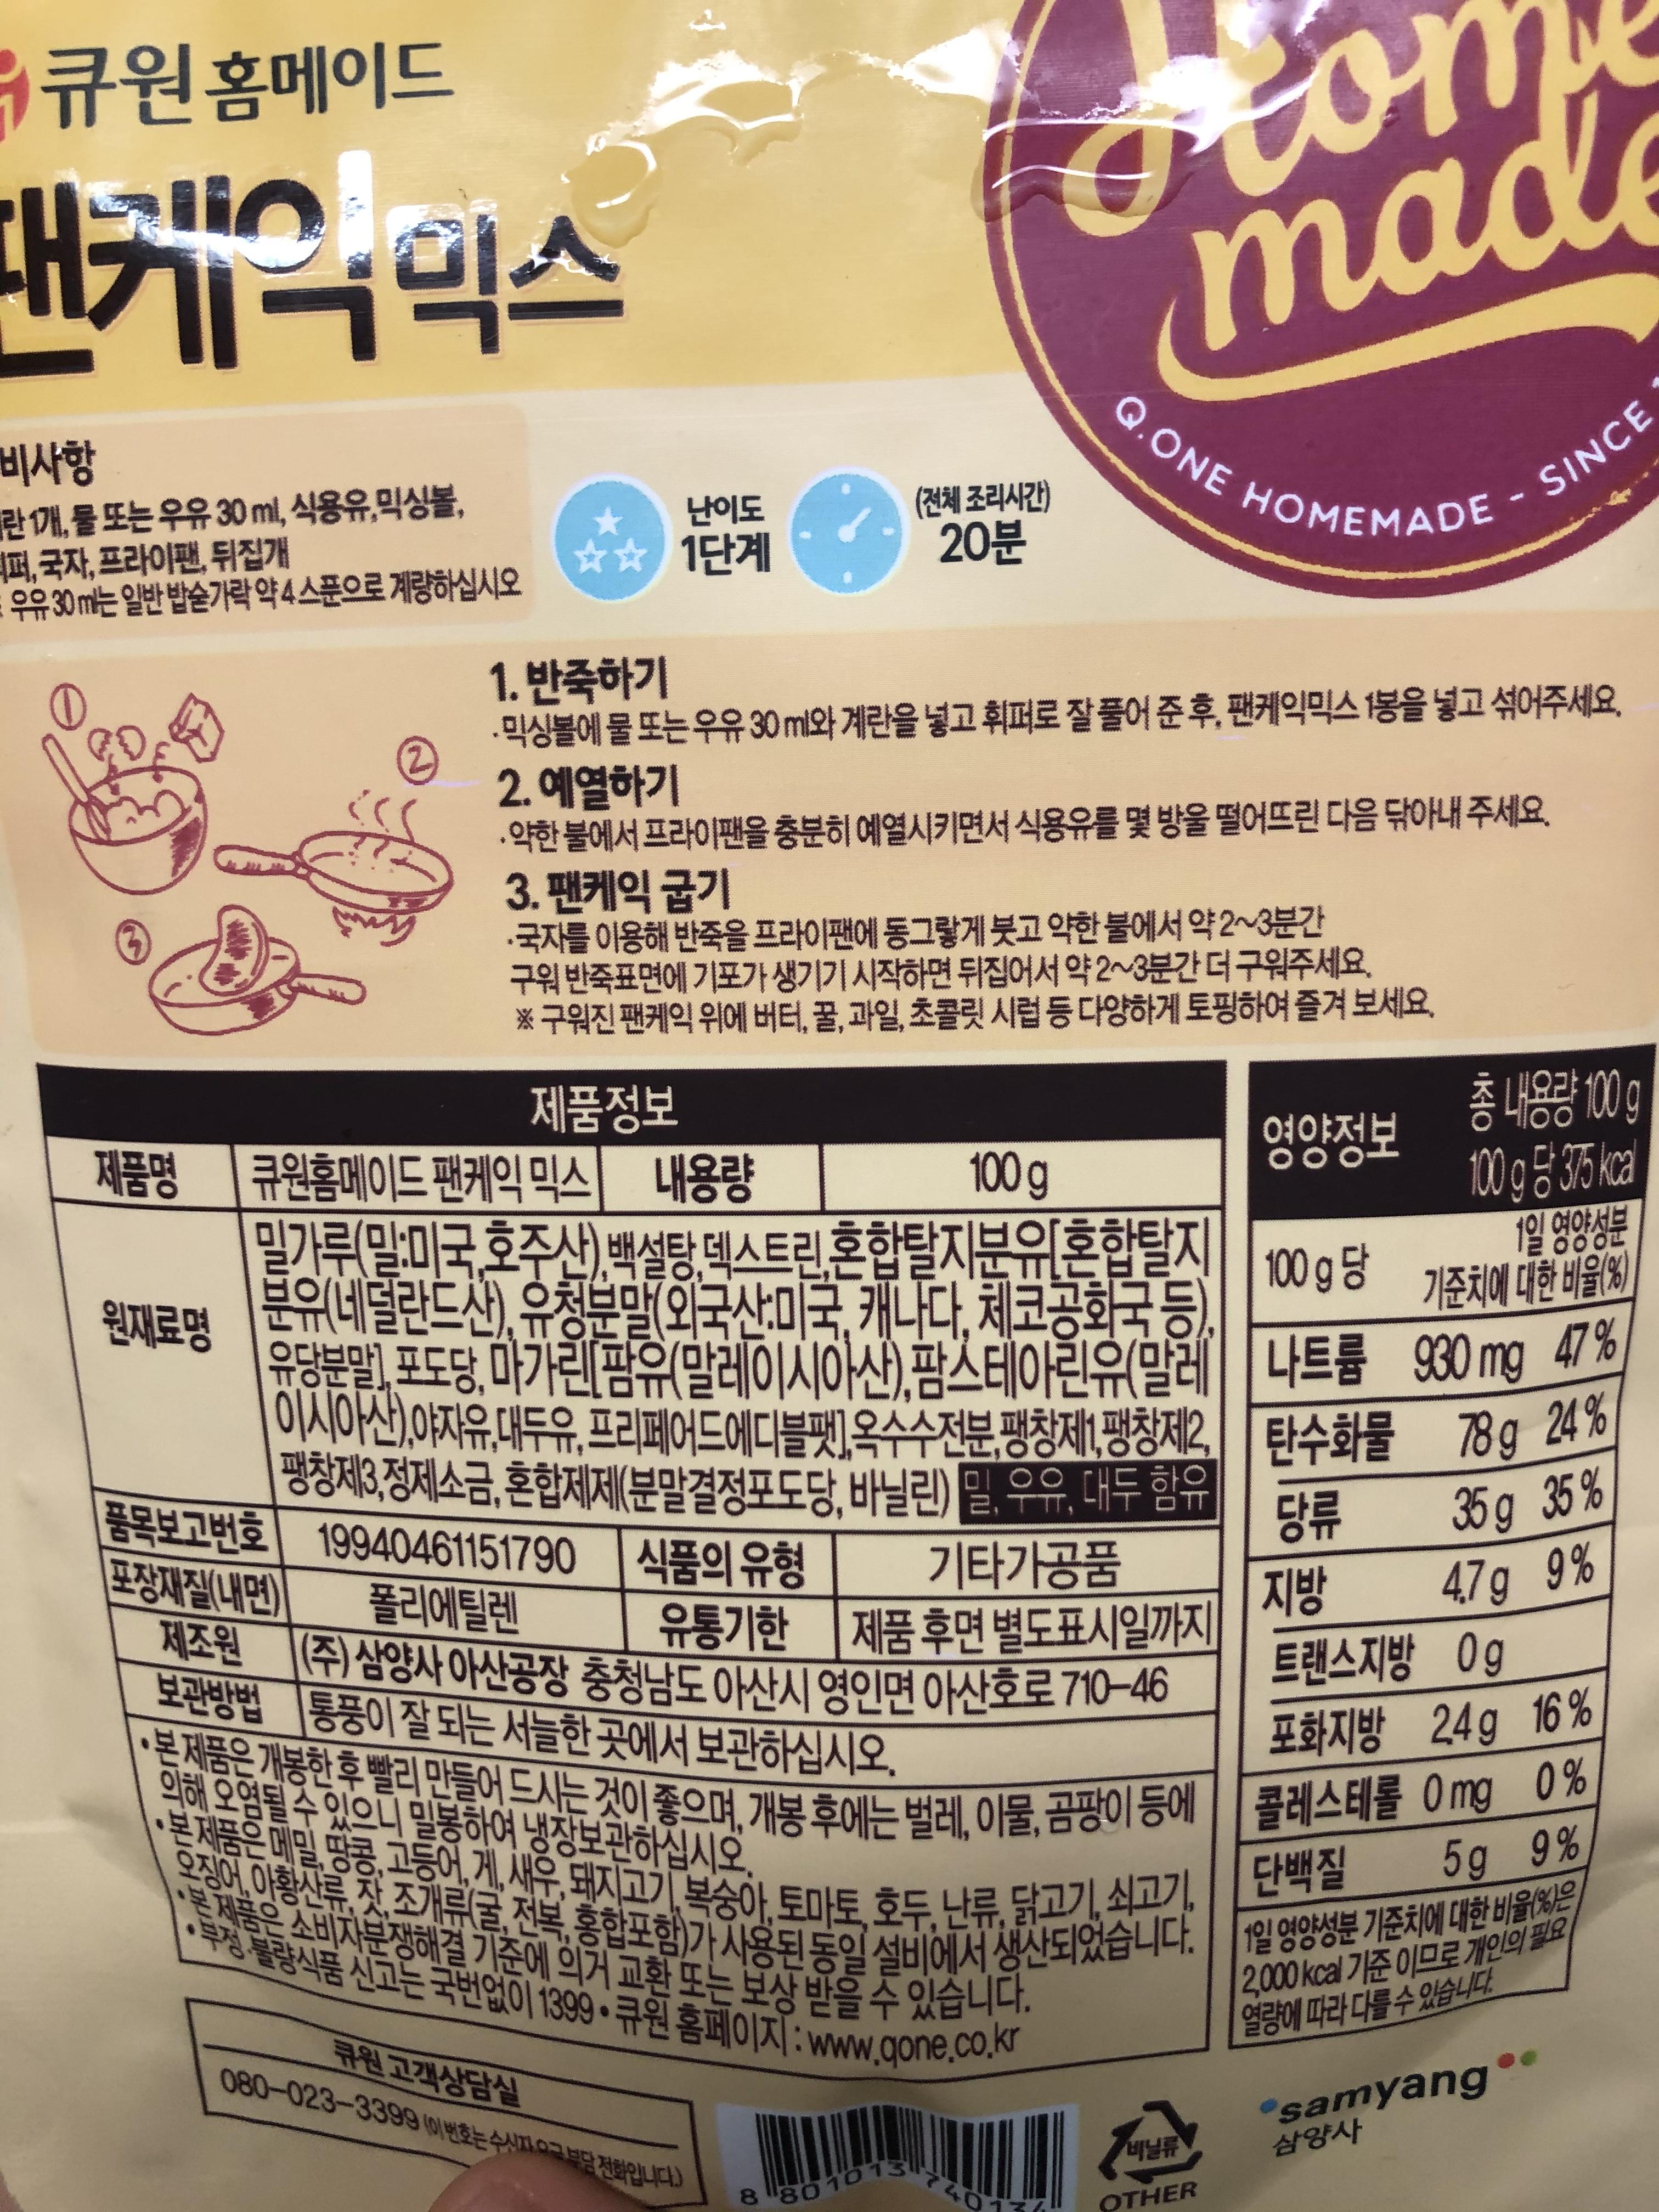 큐원 홈메이드
팬케익 믹스
Home
made
Q.ONE HOMEMADE - SINCE
비사항
란 1개, 물 또는 우유 30 ml, 식용유, 믹싱볼,
퍼, 국자, 프라이팬, 뒤집개
우유 30 ml는 일반 밥숟가락 약 4 스푼으로 계량하십시오
난이도
1단계
(전체 조리시간)
20분
1
2
3
1. 반죽하기
· 믹싱볼에 물 또는 우유 30 ml와 계란을 넣고 휘퍼로 잘 풀어 준 후, 팬케익믹스 1봉을 넣고 섞어주세요.
2. 예열하기
· 약한 불에서 프라이팬을 충분히 예열시키면서 식용유를 몇 방울 떨어뜨린 다음 닦아내 주세요.
3. 팬케익 굽기
· 국자를 이용해 반죽을 프라이팬에 동그랗게 붓고 약한 불에서 약 2~3분간
구워 반죽표면에 기포가 생기기 시작하면 뒤집어서 약 2~3분간 더 구워주세요.
※ 구워진 팬케익 위에 버터, 꿀, 과일, 초콜릿 시럽 등 다양하게 토핑하여 즐겨 보세요.
제품정보
제품명 큐원홈메이드 팬케익 믹스 내용량 100 g
원재료명
밀가루(밀:미국,호주산),백설탕,덱스트린,혼합탈지분유[혼합탈지
분유(네덜란드산), 유청분말(외국산:미국, 캐나다, 체코공화국 등),
유당분말], 포도당, 마가린[팜유(말레이시아산),팜스테아린유(말레
이시아산),야자유,대두유, 프리페어드에디블팻],옥수수전분,팽창제1,팽창제2,
팽창제3,정제소금, 혼합제제(분말결정포도당, 바닐린) 밀, 우유, 대두 함유
품목보고번호 19940461151790 식품의 유형 기타가공품
포장재질(내면) 폴리에틸렌 유통기한 제품 후면 별도표시일까지
제조원 (주) 삼양사 아산공장 충청남도 아산시 영인면 아산호로 710-46
보관방법 통풍이 잘 되는 서늘한 곳에서 보관하십시오.
• 본 제품은 개봉한 후 빨리 만들어 드시는 것이 좋으며, 개봉 후에는 벌레, 이물, 곰팡이 등에
의해 오염될 수 있으니 밀봉하여 냉장보관하십시오.
• 본 제품은 메밀, 땅콩, 고등어, 게, 새우, 돼지고기, 복숭아, 토마토, 호두, 난류, 닭고기, 쇠고기,
오징어, 이황산류, 잣, 조개류(굴, 전복, 홍합포함)가 사용된 동일 설비에서 생산되었습니다.
• 본 제품은 소비자분쟁해결 기준에 의거 교환 또는 보상 받을 수 있습니다.
• 부정·불량식품 신고는 국번없이 1399 • 큐원 홈페이지 : www.qone.co.kr
영양정보
총 내용량 100 g
100 g 당 375 kcal
100 g 당
1일 영양성분
기준치에 대한 비율(%)
나트륨 930 mg 47 %
탄수화물 78 g 24 %
당류 35 g 35 %
지방 4.7 g 9 %
트랜스지방 0 g
포화지방 2.4 g 16 %
콜레스테롤 0 mg 0 %
단백질 5 g 9 %
1일 영양성분 기준치에 대한 비율(%)은
2,000 kcal 기준 이므로 개인의 필요
열량에 따라 다를 수 있습니다.
큐원 고객상담실
080-023-3399 (이 번호는 수신자 요금 부담 전화입니다.)
8 801013 740134
비닐류
OTHER
samyang
삼양사